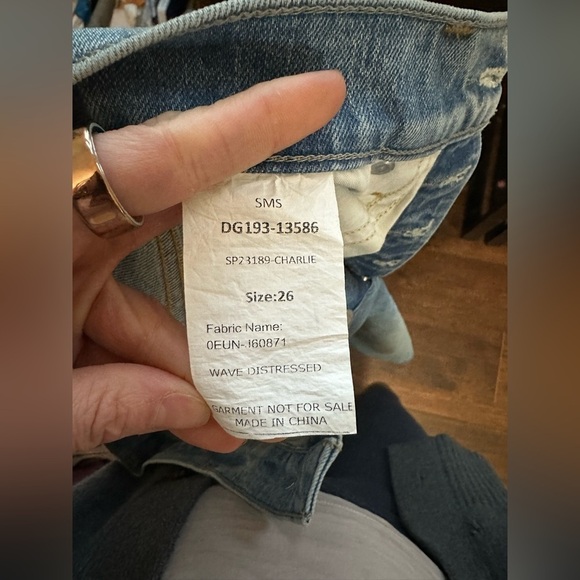 SMS
DG193-13586
SP23189-CHARLIE
Size:26
Fabric Name:
0EUN-J60871
WAVE DISTRESSED
GARMENT NOT FOR SALE
MADE IN CHINA